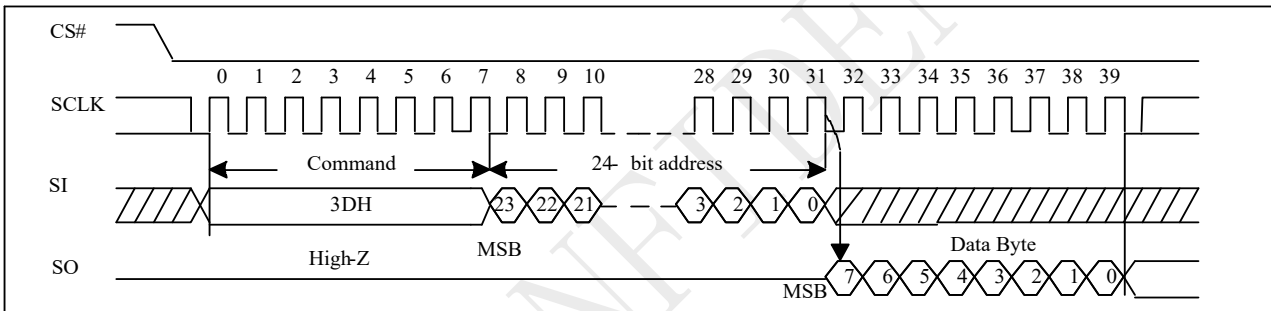 CS#
0 1 2 3 4 5 6 7 8 9 10 28 29 30 31 32 33 34 35 36 37 38 39
SCLK
Command 24- bit address
SI
3DH 23 22 21 3 2 1 0
High-Z MSB Data Byte
SO
MSB 7 6 5 4 3 2 1 0